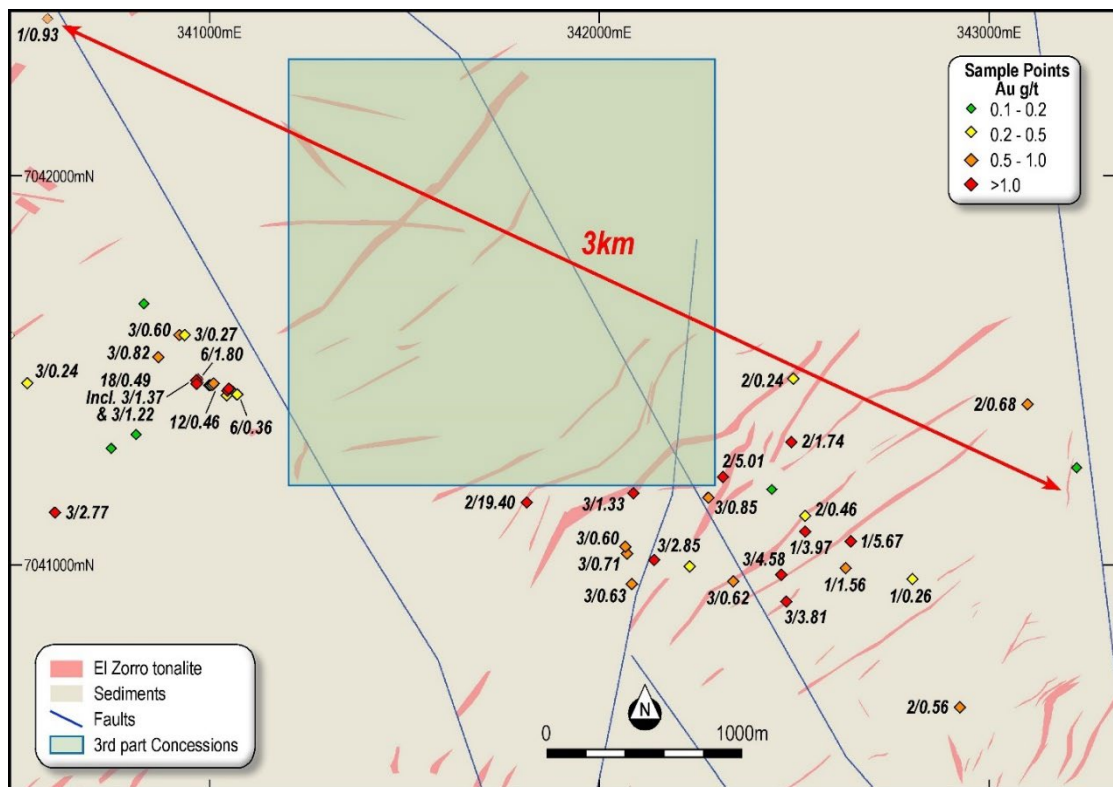 341000mE
342000mE
343000mE
1/0.93
Sample Points
Au g/t
0.1 - 0.2
0.2 - 0.5
0.5 - 1.0
>1.0
7042000mN
3km
3/0.60
3/0.27
3/0.82
6/1.80
3/0.24
18/0.49
Incl. 3/1.37
& 3/1.22
12/0.46
6/0.36
2/0.24
2/0.68
2/1.74
2/5.01
2/19.40
3/1.33
3/0.85
3/2.77
2/0.46
3/0.60
3/0.71
3/2.85
1/3.97
1/5.67
3/4.58
7041000mN
3/0.63
3/0.62
1/1.56
1/0.26
3/3.81
2/0.56
El Zorro tonalite
Sediments
Faults
3rd part Concessions
N
0
1000m